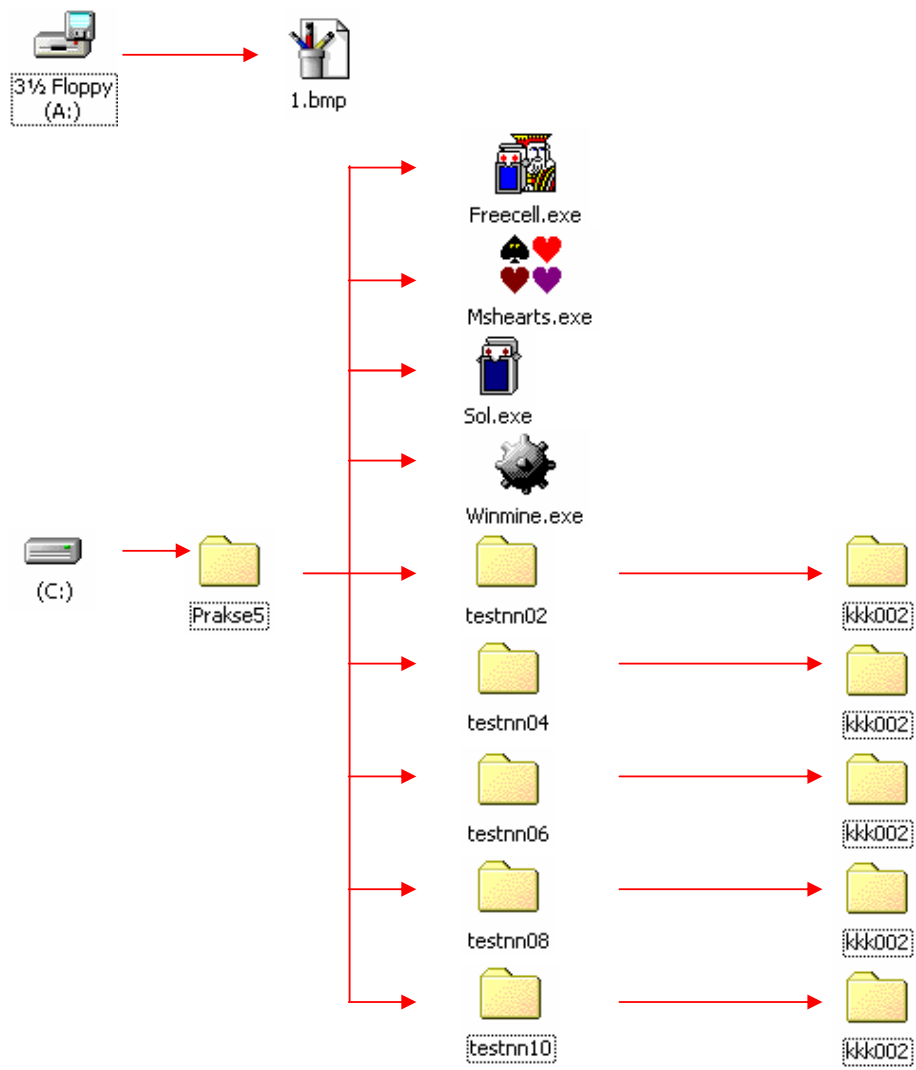 3½ Floppy
(A:)
1.bmp
Freecell.exe
Mshearts.exe
Sol.exe
Winmine.exe
(C:)
Prakse5
testnn02
kkk002
testnn04
kkk002
testnn06
kkk002
testnn08
kkk002
testnn10
kkk002